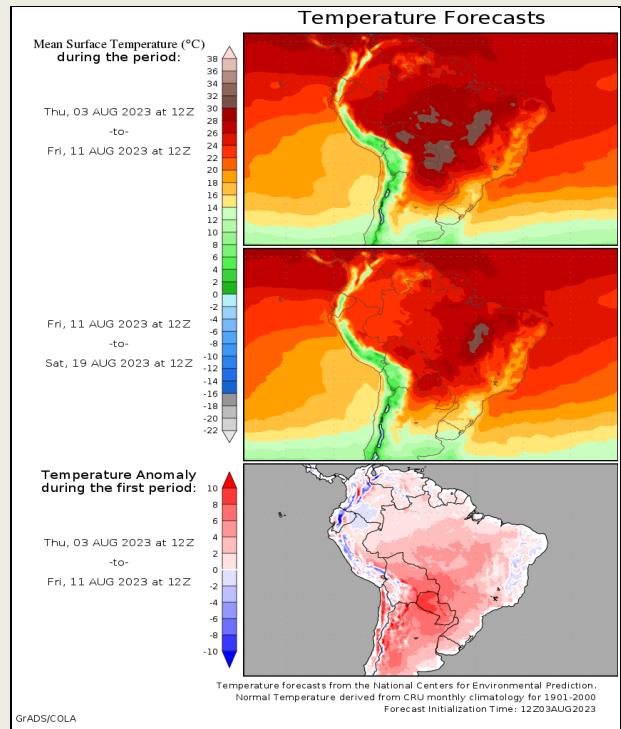 Temperature Forecasts
Mean Surface Temperature (°C)
during the period:
Thu, 03 AUG 2023 at 12Z
-to-
Fri, 11 AUG 2023 at 12Z
38
36
34
32
30
28
26
24
22
20
18
16
14
12
10
8
6
4
2
0
-2
-4
-6
-8
-10
-12
-14
-16
-18
-20
-22
Fri, 11 AUG 2023 at 12Z
-to-
Sat, 19 AUG 2023 at 12Z
Temperature Anomaly
during the first period:
Thu, 03 AUG 2023 at 12Z
-to-
Fri, 11 AUG 2023 at 12Z
10
8
6
4
2
0
-2
-4
-6
-8
-10
Temperature forecasts from the National Centers for Environmental Prediction.
Normal Temperature derived from CRU monthly climatology for 1901-2000
Forecast Initialization Time: 12Z03AUG2023
GrADS/COLA